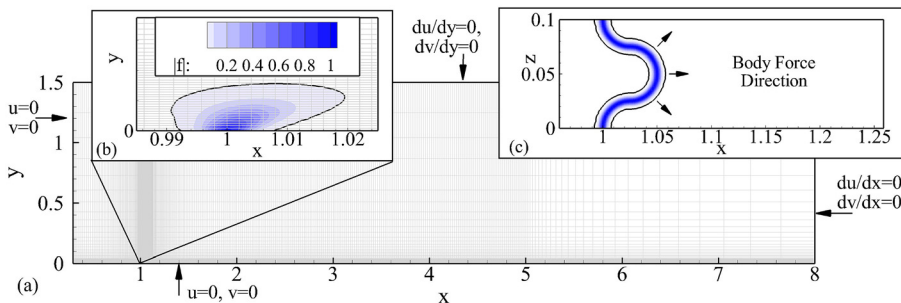 du/dy=0,
dv/dy=0
|f|: 0.2 0.4 0.6 0.8 1
y
0
0.99 1 1.01 1.02
x
(b)
0.1
z
0.05
0
1 1.05 1.1 1.15 1.2 1.25
x
(c)
Body Force
Direction
u=0
v=0
1.5
1
y
0.5
0
1 2 3 4 5 6 7 8
x
(a)
u=0, v=0
du/dx=0
dv/dx=0